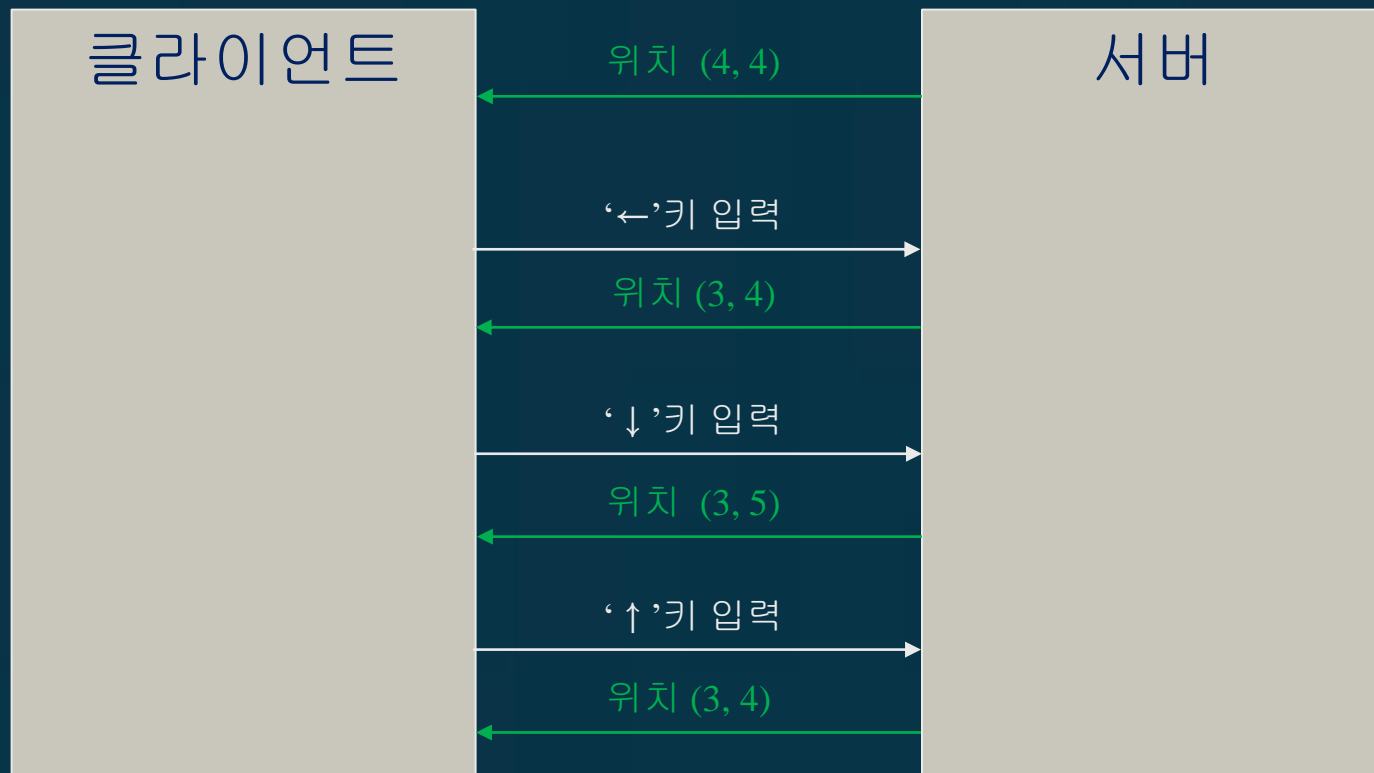 클라이언트
서버
위치 (4, 4)
‘←’키 입력
위치 (3, 4)
‘↓’키 입력
위치 (3, 5)
‘↑’키 입력
위치 (3, 4)